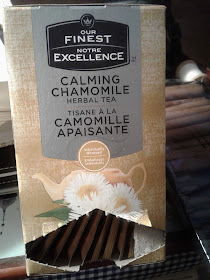 OUR
FINEST
NOTRE
EXCELLENCE
CALMING
CHAMOMILE
HERBAL TEA
TISANE À LA
CAMOMILLE
APAISANTE